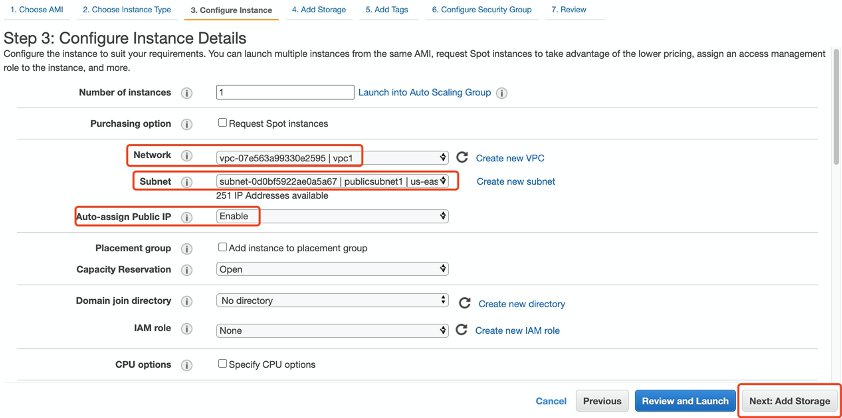 1. Choose AMI 2. Choose Instance Type 3. Configure Instance 4. Add Storage 5. Add Tags 6. Configure Security Group 7. Review
Step 3: Configure Instance Details
Configure the instance to suit your requirements. You can launch multiple instances from the same AMI, request Spot instances to take advantage of the lower pricing, assign an access management
role to the instance, and more.
Number of instances i 1 Launch into Auto Scaling Group i
Purchasing option i Request Spot instances
Network i vpc-07e563a99330e2595 | vpc1 Create new VPC
Subnet i subnet-0d0bf5922ae0a5a67 | publicsubnet1 | us-eas Create new subnet
251 IP Addresses available
Auto-assign Public IP i Enable
Placement group i Add instance to placement group
Capacity Reservation i Open
Domain join directory i No directory Create new directory
IAM role i None Create new IAM role
CPU options i Specify CPU options
Cancel Previous Review and Launch Next: Add Storage